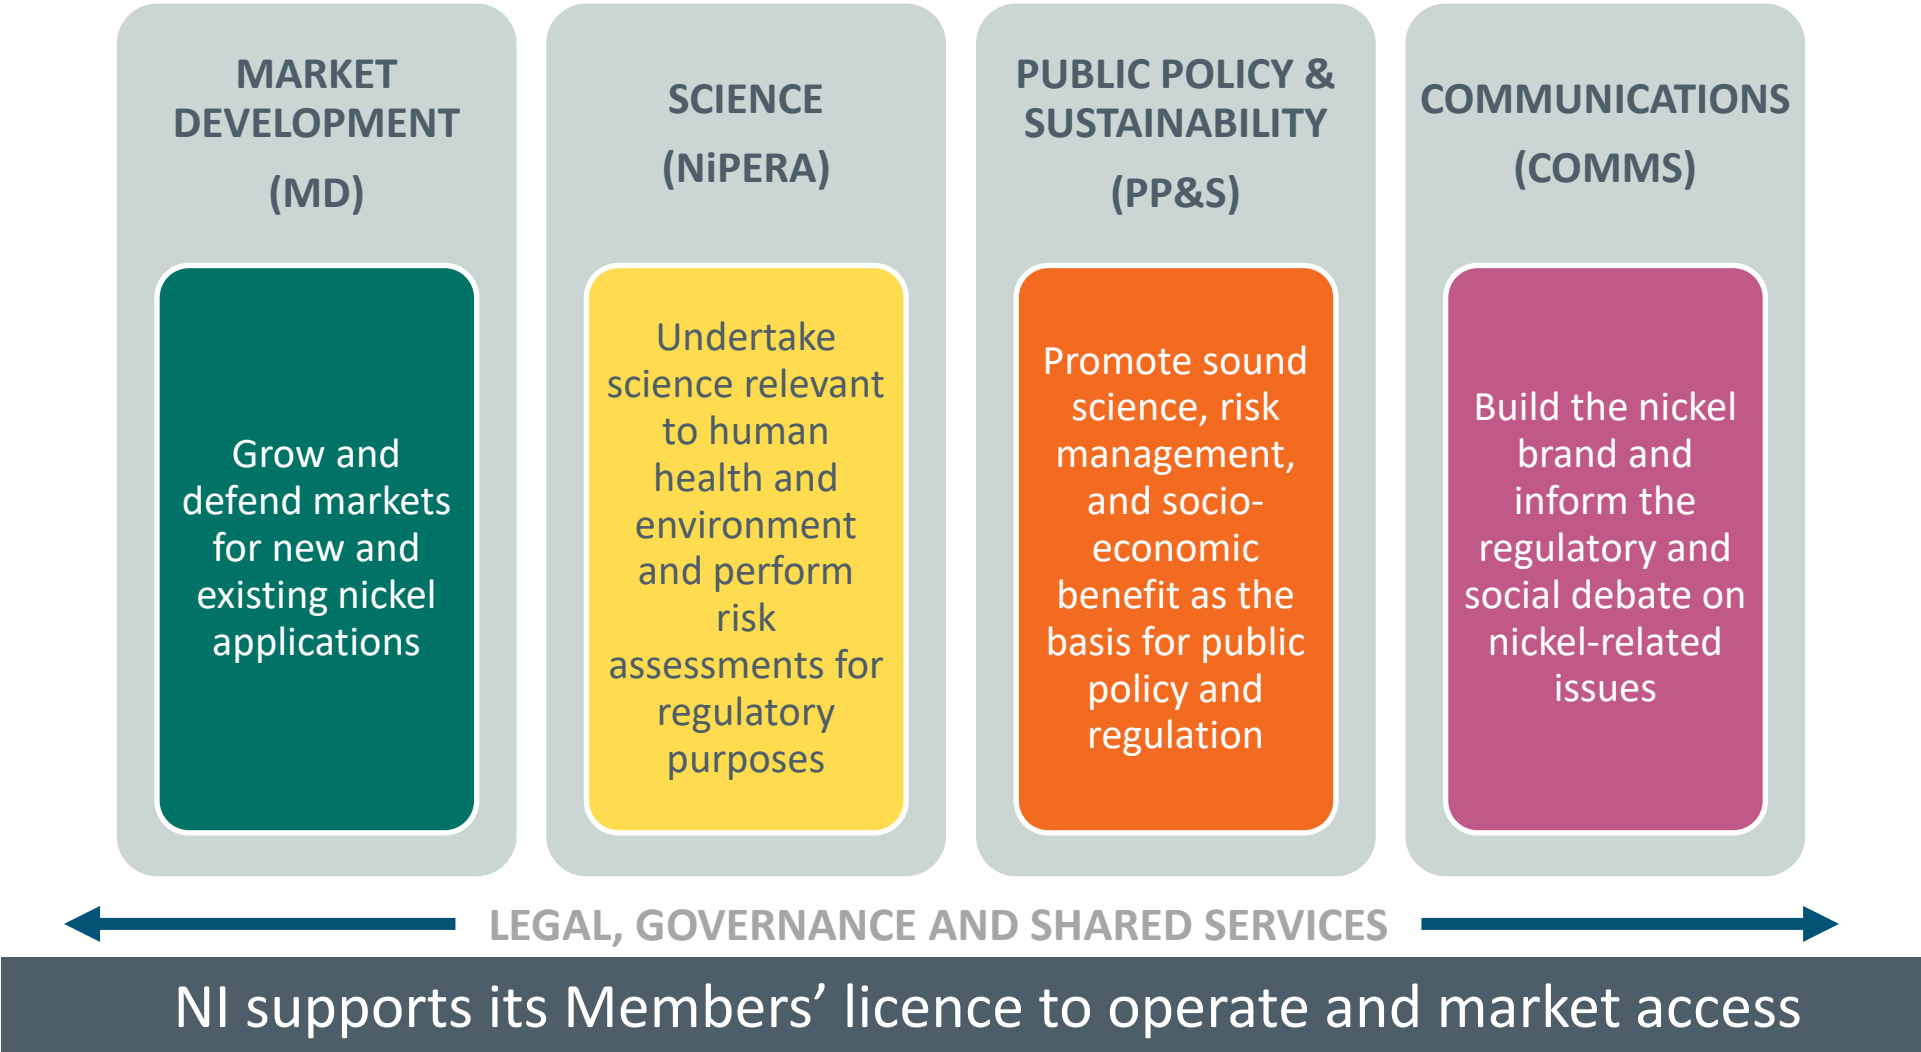 MARKET
DEVELOPMENT
(MD)
Grow and
defend markets
for new and
existing nickel
applications
SCIENCE
(NiPERA)
Undertake
science relevant
to human
health and
environment
and perform
risk
assessments for
regulatory
purposes
PUBLIC POLICY &
SUSTAINABILITY
(PP&S)
Promote sound
science, risk
management,
and socio-
economic
benefit as the
basis for public
policy and
regulation
COMMUNICATIONS
(COMMS)
Build the nickel
brand and
inform the
regulatory and
social debate on
nickel-related
issues
LEGAL, GOVERNANCE AND SHARED SERVICES
NI supports its Members’ licence to operate and market access